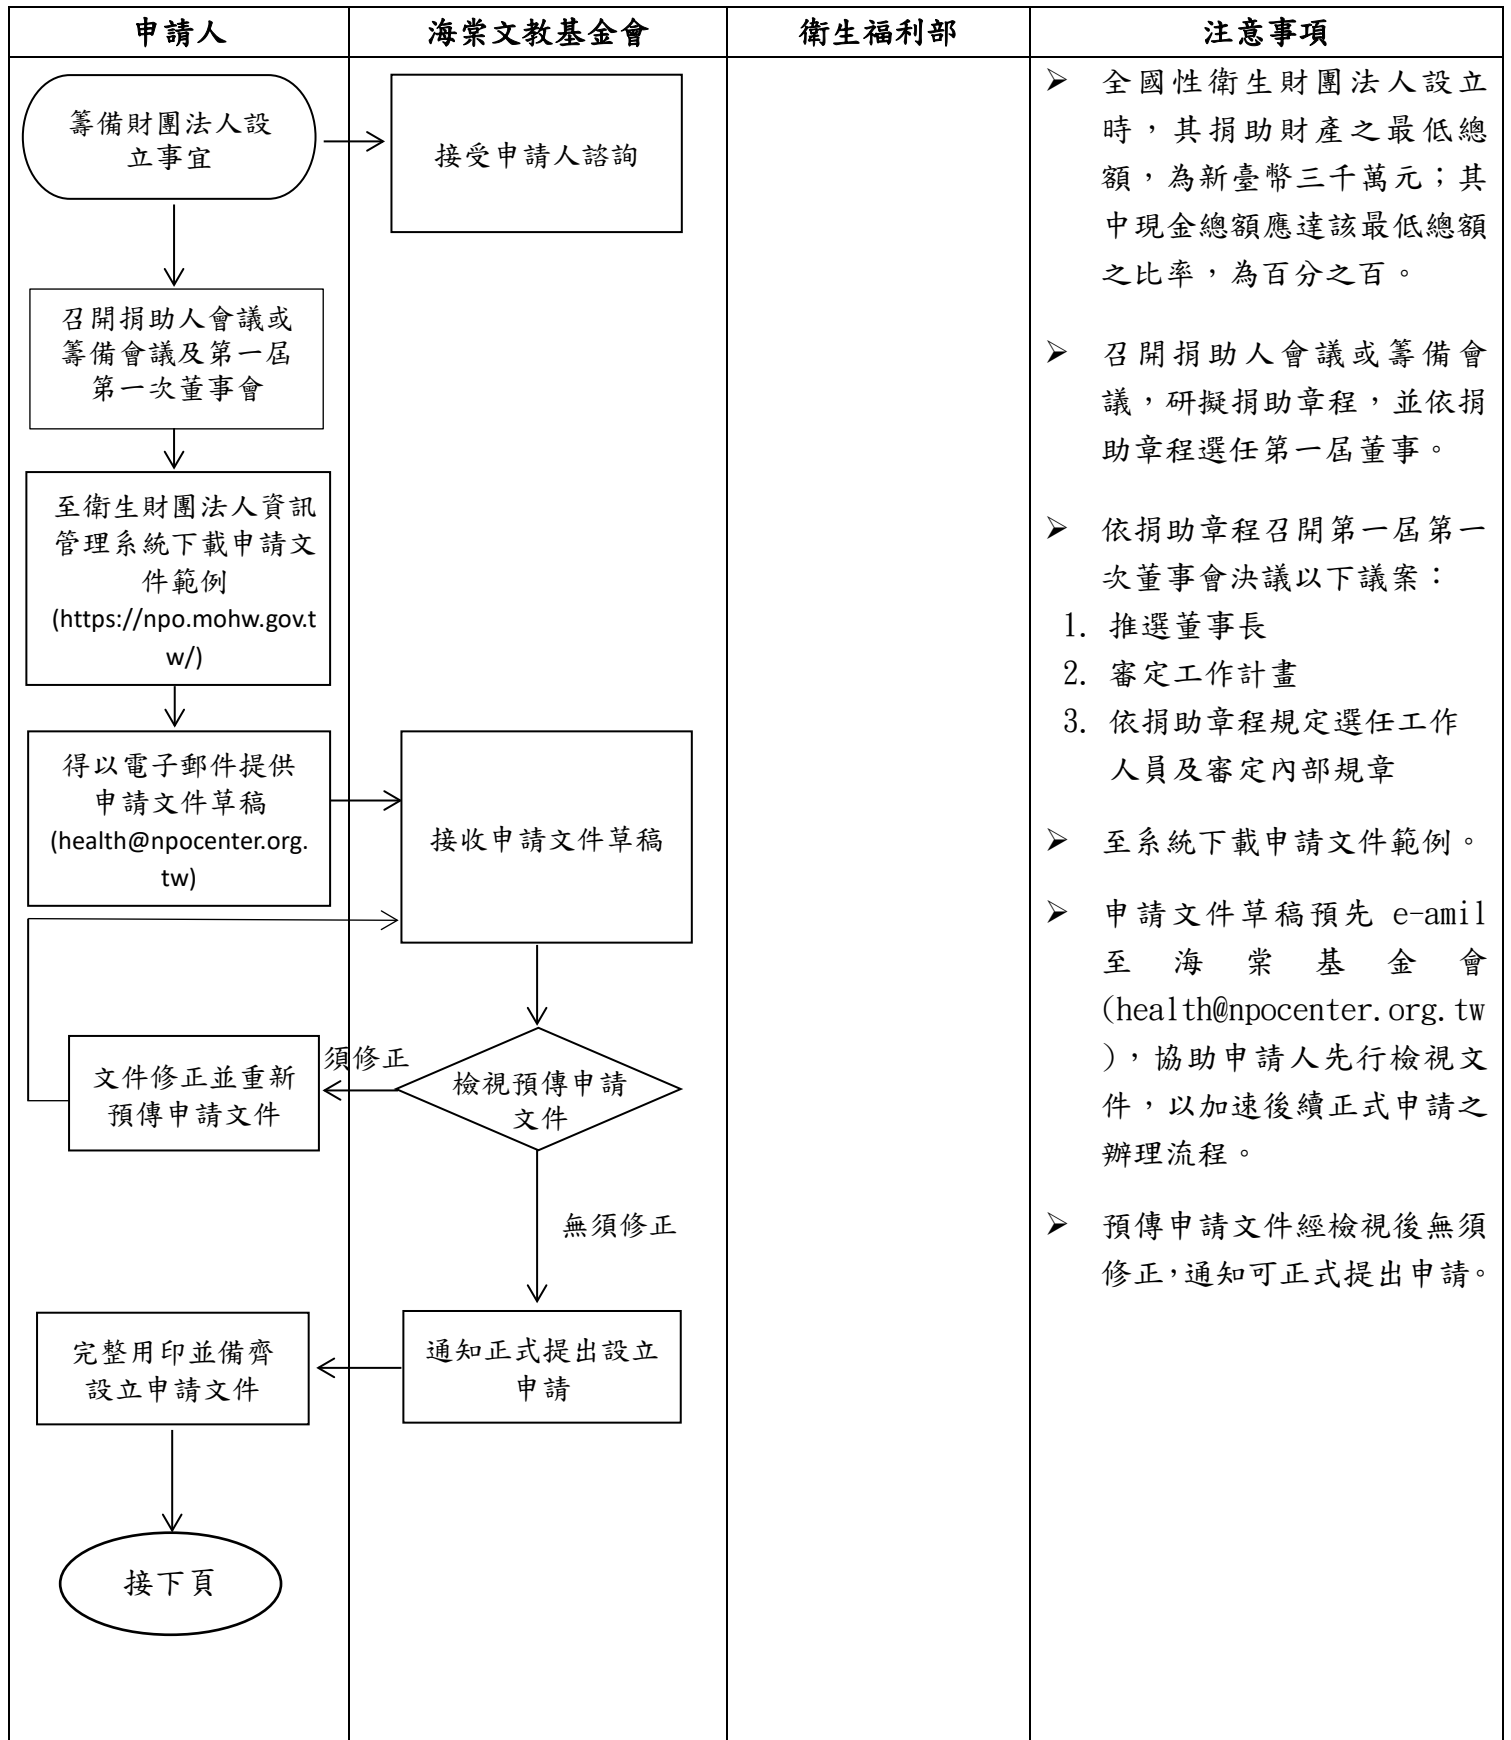 申請人
海棠文教基金會
衛生福利部
注意事項
籌備財團法人設
立事宜
接受申請人諮詢
召開捐助人會議或
籌備會議及第一屆
第一次董事會
至衛生財團法人資訊
管理系統下載申請文
件範例
(https://npo.mohw.gov.t
w/)
得以電子郵件提供
申請文件草稿
(health@npocenter.org.
tw)
接收申請文件草稿
文件修正並重新
預傳申請文件
須修正
檢視預傳申請
文件
無須修正
完整用印並備齊
設立申請文件
通知正式提出設立
申請
接下頁
➢ 全國性衛生財團法人設立
時，其捐助財產之最低總
額，為新臺幣三千萬元；其
中現金總額應達該最低總額
之比率，為百分之百。
➢ 召開捐助人會議或籌備會
議，研擬捐助章程，並依捐
助章程選任第一屆董事。
➢ 依捐助章程召開第一屆第一
次董事會決議以下議案：
1. 推選董事長
2. 審定工作計畫
3. 依捐助章程規定選任工作
人員及審定內部規章
➢ 至系統下載申請文件範例。
➢ 申請文件草稿預先 e-amil
至海棠基金會
(health@npocenter.org.tw
)，協助申請人先行檢視文
件，以加速後續正式申請之
辦理流程。
➢ 預傳申請文件經檢視後無須
修正，通知可正式提出申請。